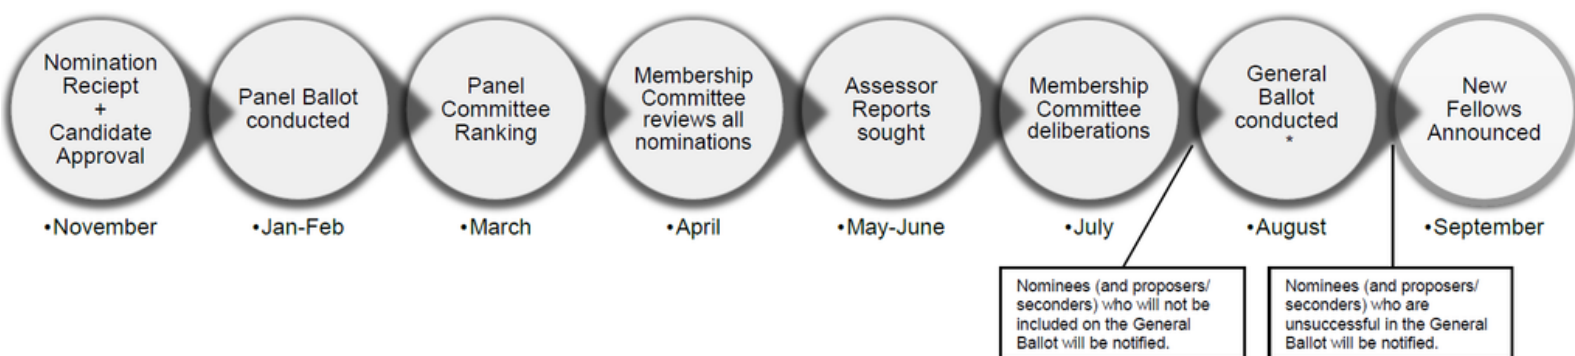 Nomination
Reciept
+
Candidate
Approval
Panel Ballot
conducted
Panel
Committee
Ranking
Membership
Committee
reviews all
nominations
Assessor
Reports
sought
Membership
Committee
deliberations
General
Ballot
conducted
*
New
Fellows
Announced
•November
•Jan-Feb
•March
•April
•May-June
•July
•August
•September
Nominees (and proposers/
seconders) who will not be
included on the General
Ballot will be notified.
Nominees (and proposers/
seconders) who are
unsuccessful in the General
Ballot will be notified.